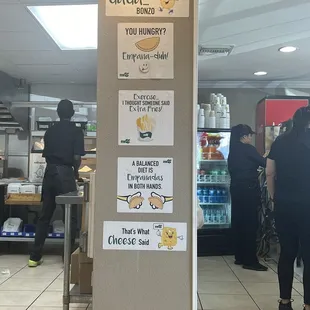 BONZO
YOU HUNGRY?
Empana-duh!
Exercise..
I THOUGHT SOMEONE SAID
Extra Fries!
A BALANCED
DIET IS
Empanadas
IN BOTH HANDS.
That's What
Cheese Said